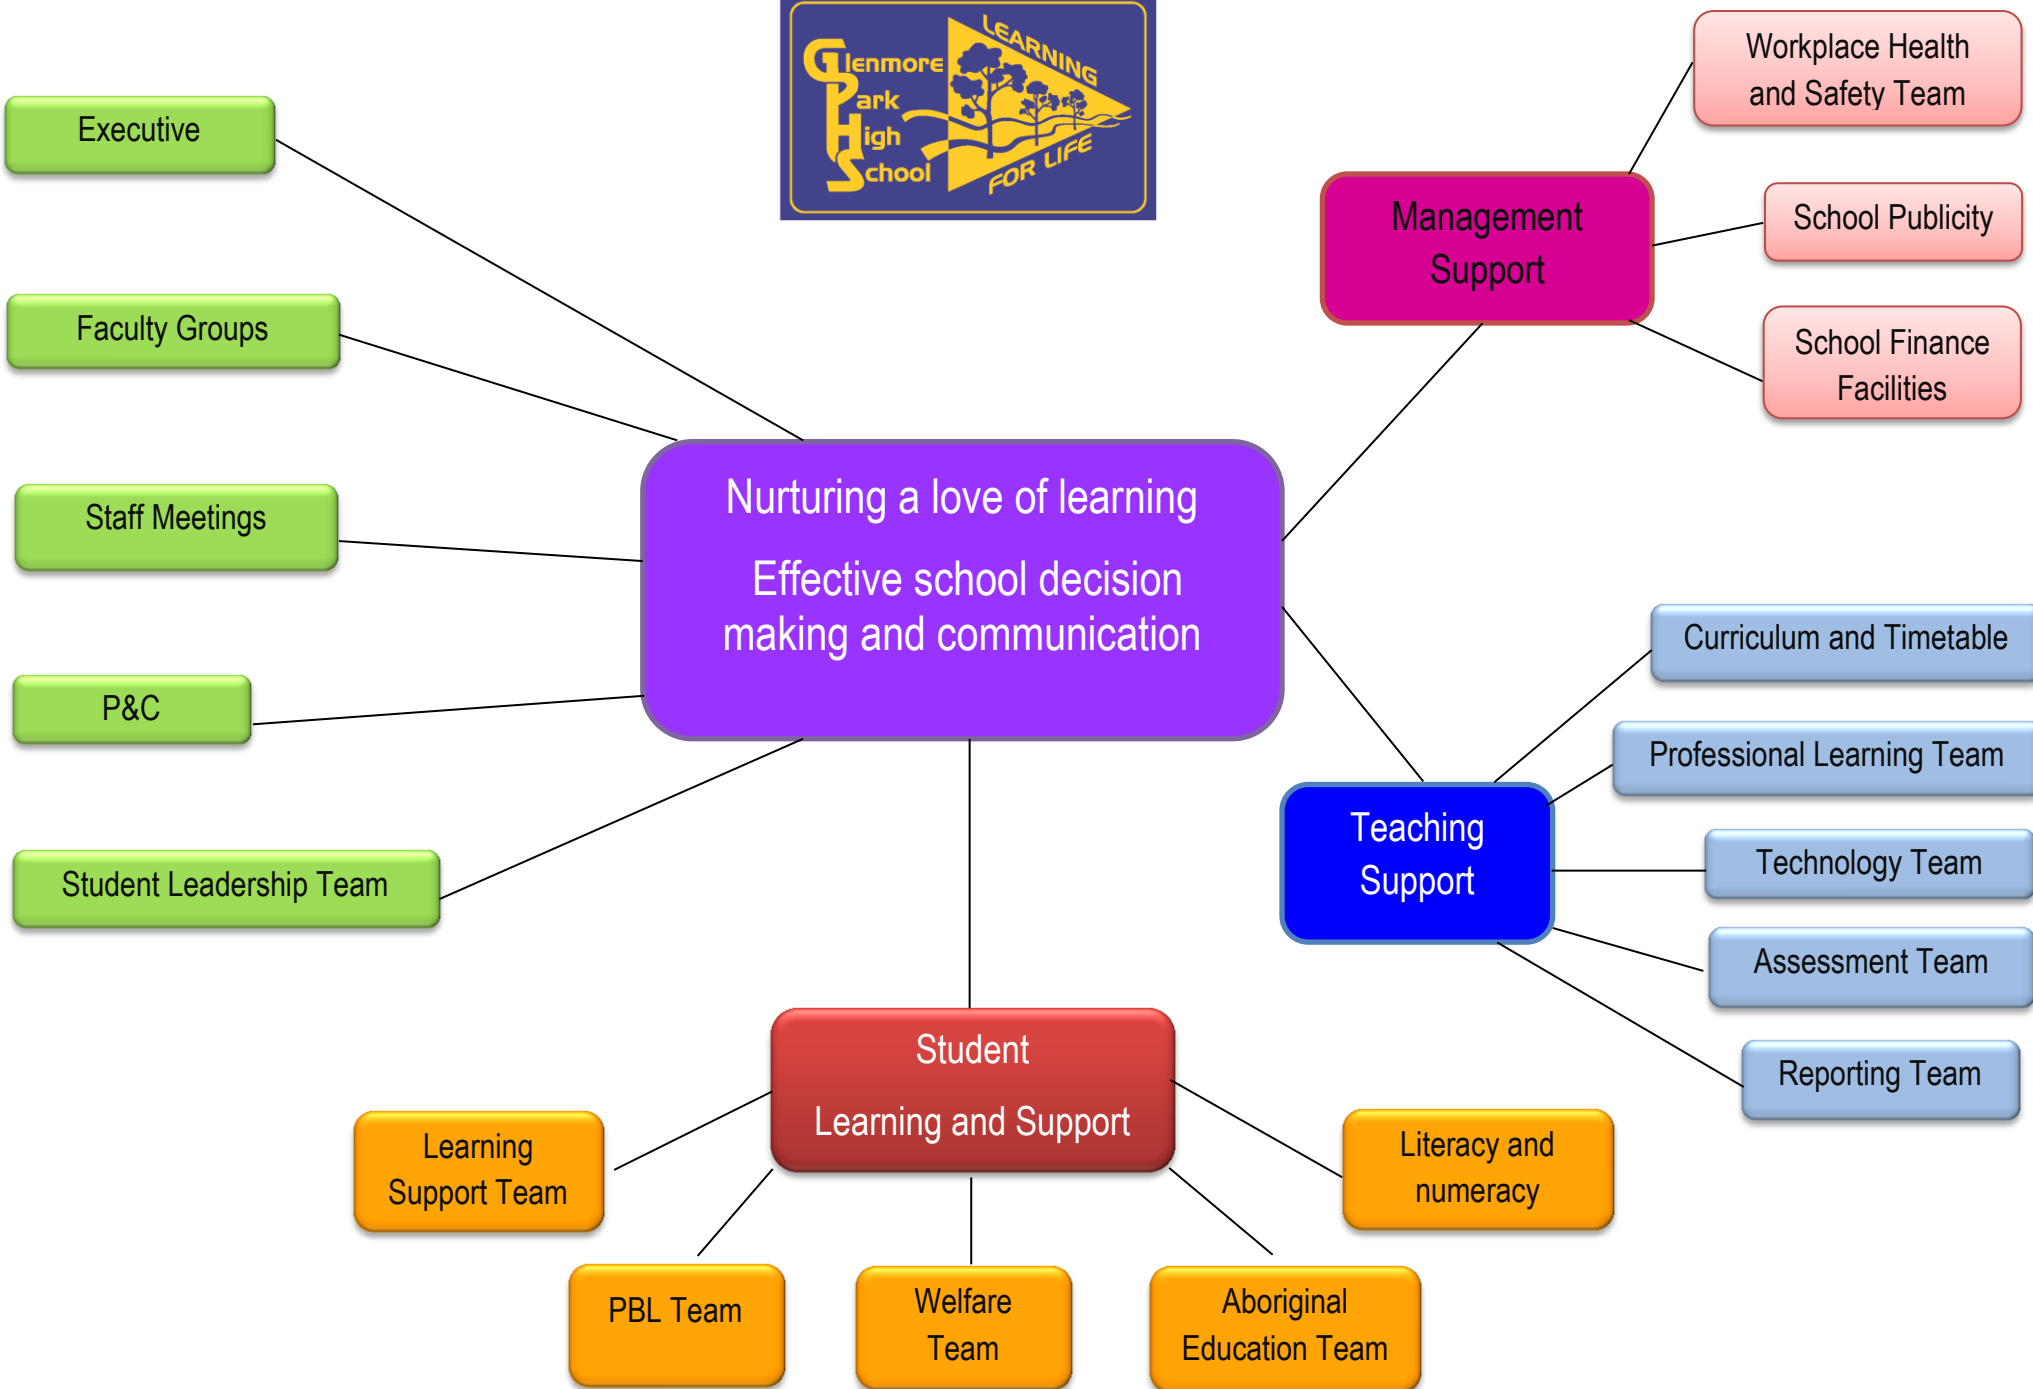 Glenmore
Park
High
School
LEARNING
FOR LIFE
Executive
Faculty Groups
Staff Meetings
P&C
Student Leadership Team
Nurturing a love of learning
Effective school decision
making and communication
Management
Support
Workplace Health
and Safety Team
School Publicity
School Finance
Facilities
Teaching
Support
Curriculum and Timetable
Professional Learning Team
Technology Team
Assessment Team
Reporting Team
Student
Learning and Support
Learning
Support Team
PBL Team
Welfare
Team
Aboriginal
Education Team
Literacy and
numeracy